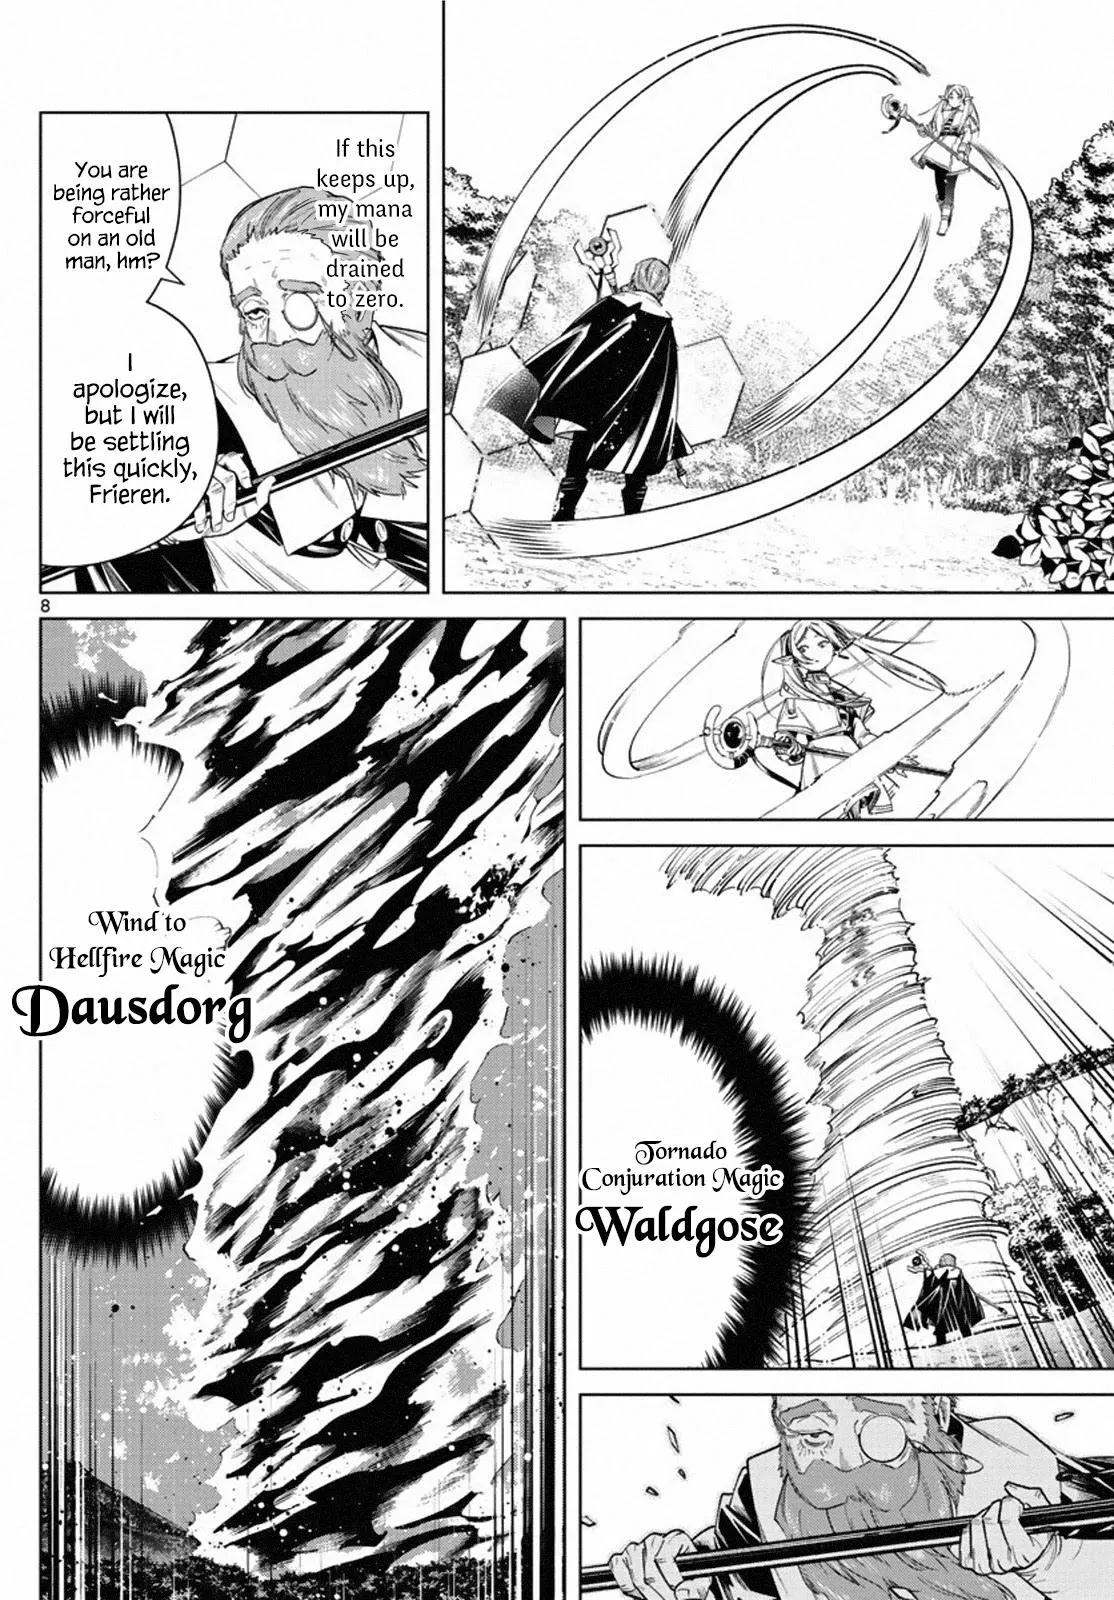 If this
keeps up,
my mana
will be
drained
to zero.
You are
being rather
forceful
on an old
man, hm?
I
apologize,
but I will
be settling
this quickly,
Frieren.
8
Tornado
Conjuration Magic
Waldgose
Wind to
Hellfire Magic
Dausdorg